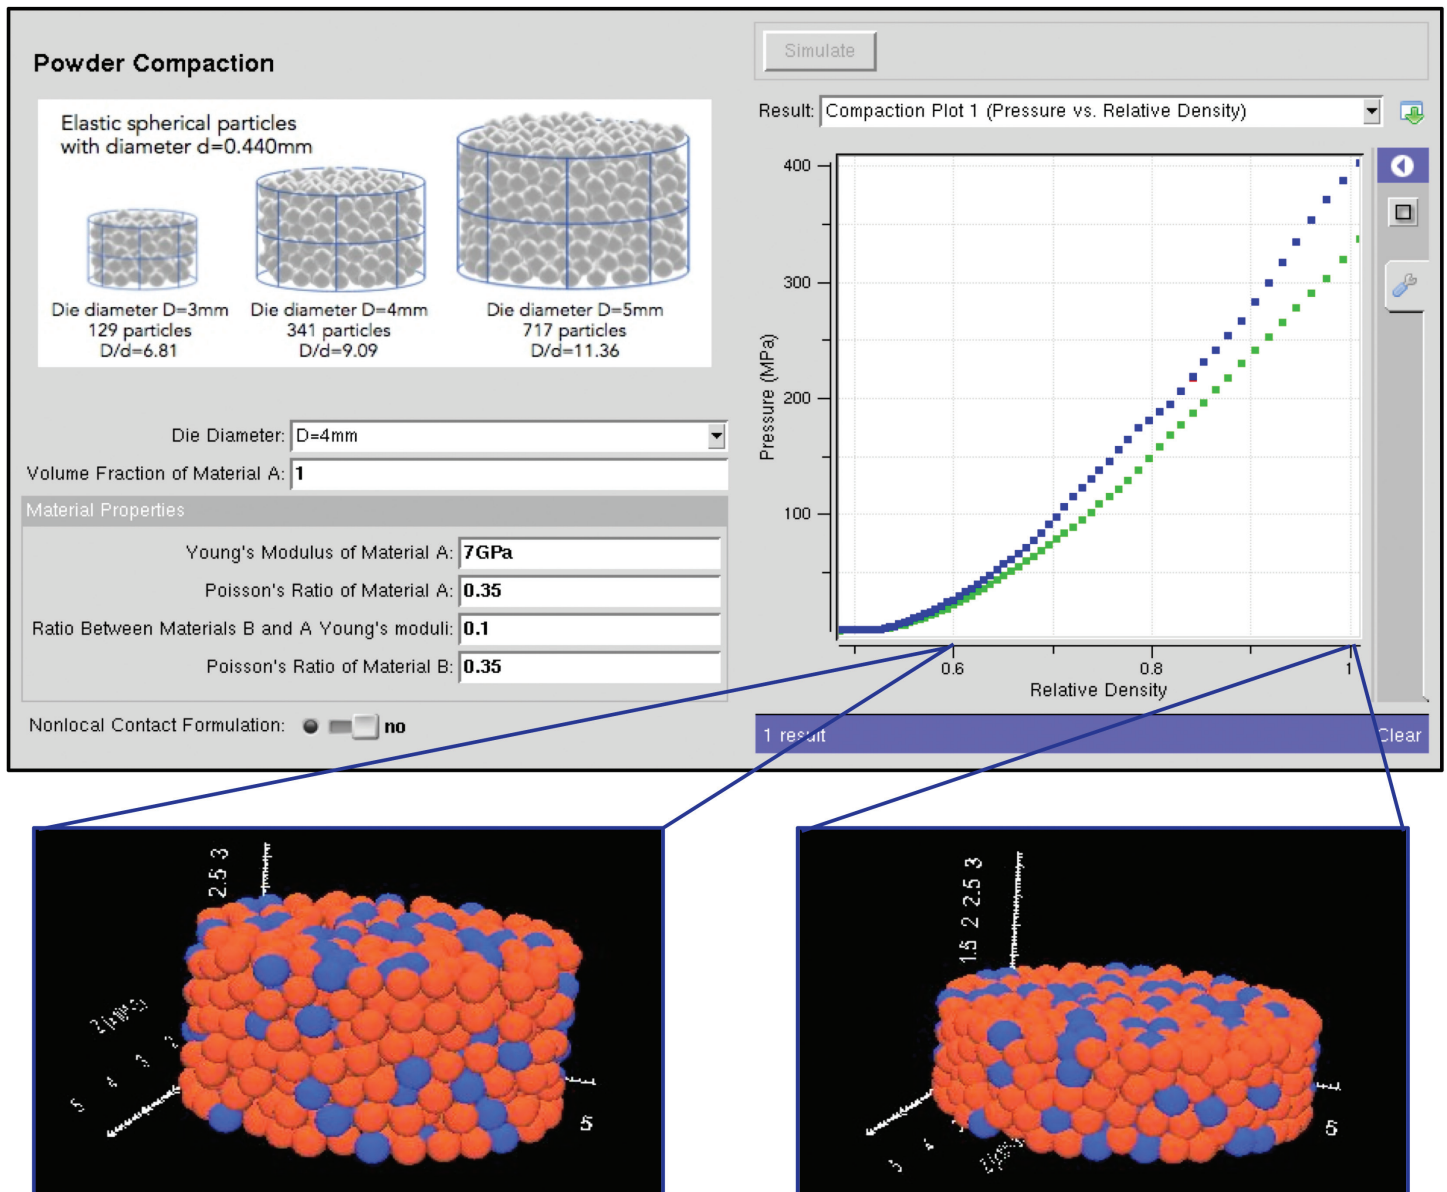 Powder Compaction
Elastic spherical particles
with diameter d=0.440mm
Die diameter D=3mm
129 particles
D/d=6.81
Die diameter D=4mm
341 particles
D/d=9.09
Die diameter D=5mm
717 particles
D/d=11.36
Die Diameter: D=4mm
Volume Fraction of Material A: 1
Material Properties
Young's Modulus of Material A: 7GPa
Poisson's Ratio of Material A: 0.35
Ratio Between Materials B and A Young's moduli: 0.1
Poisson's Ratio of Material B: 0.35
Nonlocal Contact Formulation: no
Simulate
Result: Compaction Plot 1 (Pressure vs. Relative Density)
400
300
200
100
Pressure (MPa)
0.6 0.8 1
Relative Density
1 result Clear
2.5 3
5 4 3 2
5
1.5 2 2.5 3
5